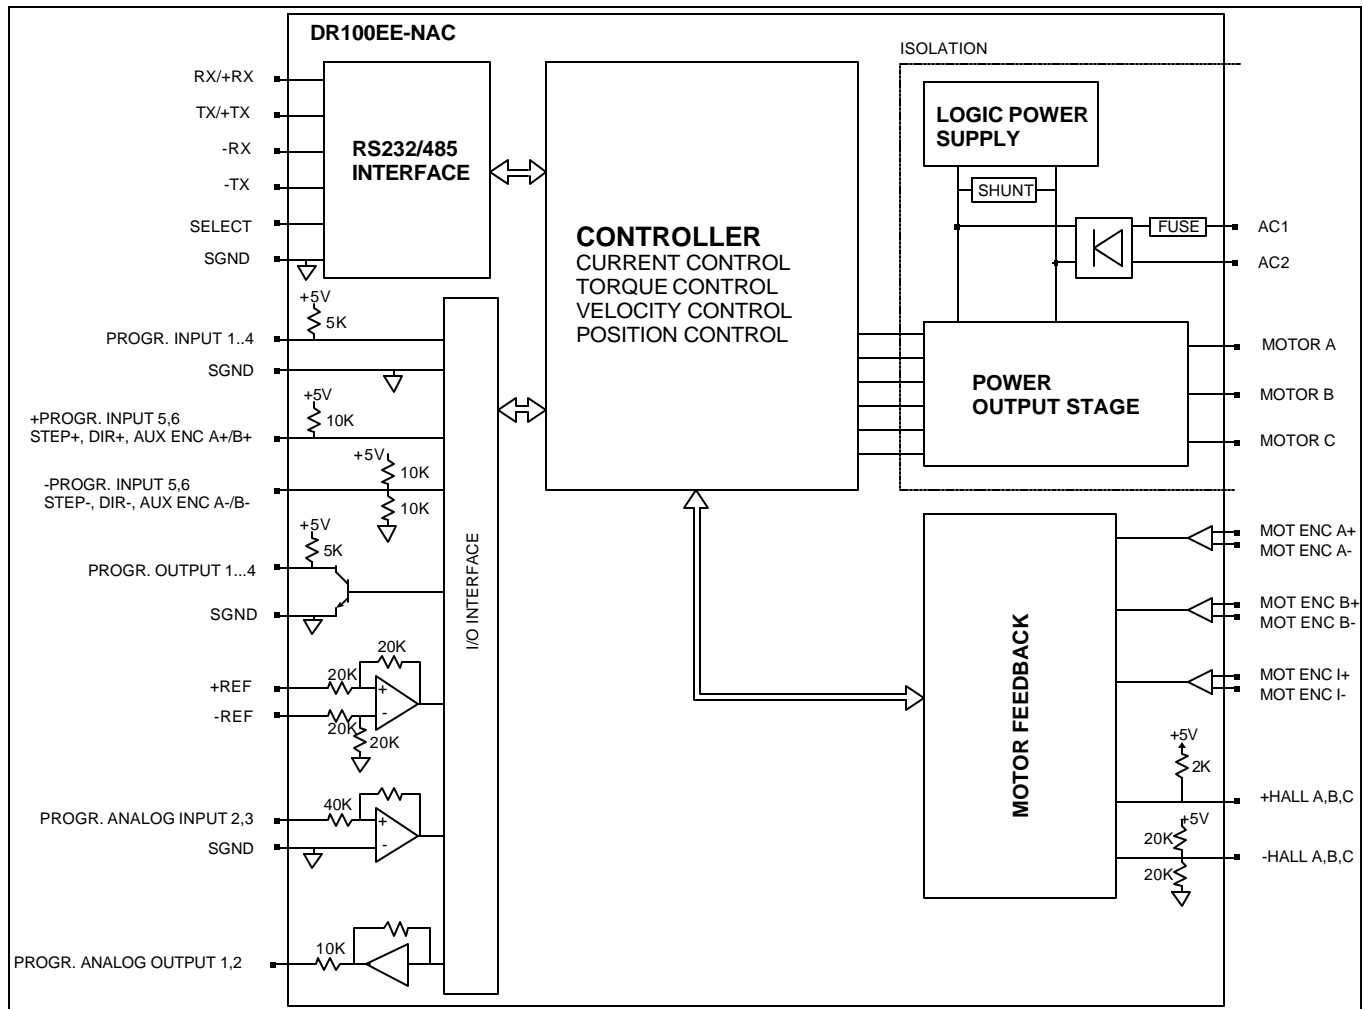 DR100EE-NAC
ISOLATION
RX/+RX
TX/+TX
-RX
-TX
SELECT
SGND
RS232/485
INTERFACE
CONTROLLER
CURRENT CONTROL
TORQUE CONTROL
VELOCITY CONTROL
POSITION CONTROL
LOGIC POWER
SUPPLY
SHUNT
FUSE
AC1
AC2
POWER
OUTPUT STAGE
MOTOR A
MOTOR B
MOTOR C
+5V
5K
PROGR. INPUT 1..4
SGND
+5V
10K
+PROGR. INPUT 5,6
STEP+, DIR+, AUX ENC A+/B+
+5V
10K
-PROGR. INPUT 5,6
STEP-, DIR-, AUX ENC A-/B-
10K
+5V
5K
PROGR. OUTPUT 1...4
SGND
I/O INTERFACE
20K
20K
+REF
+
-REF
-
20K
20K
40K
PROGR. ANALOG INPUT 2,3
+
SGND
-
10K
PROGR. ANALOG OUTPUT 1,2
MOTOR FEEDBACK
MOT ENC A+
MOT ENC A-
MOT ENC B+
MOT ENC B-
MOT ENC I+
MOT ENC I-
+5V
2K
+HALL A,B,C
+5V
20K
-HALL A,B,C
20K